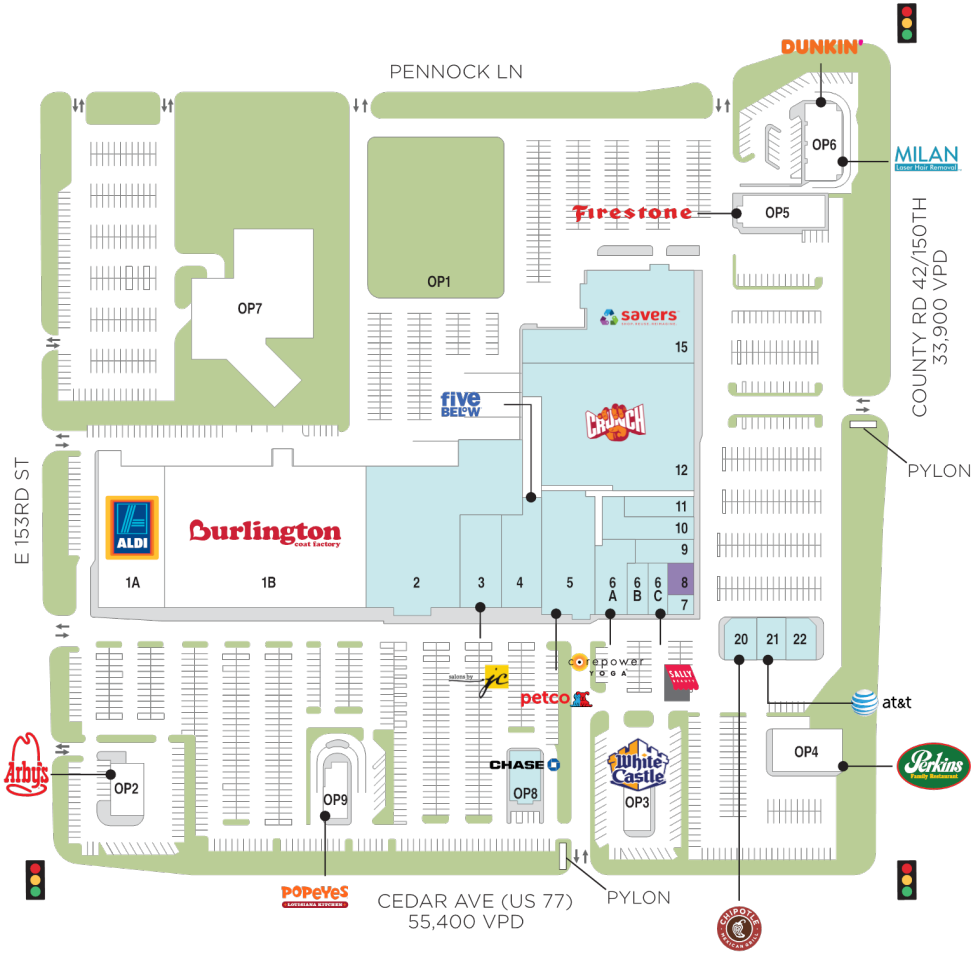 DUNKIN'
PENNOCK LN
OP6
MILAN
Laser Hair Removal
Firestone
OP5
COUNTY RD 42/150TH
33,900 VPD
OP1
OP7
savers
15
five
BELOW
CRUNCH
12
PYLON
E 153RD ST
ALDI
1A
Burlington
coat factory
1B
2
3
4
5
6
A
6
B
6
C
11
10
9
8
7
20
21
22
salons by
jc
corepower
YOGA
petco
SALLY
BEAUTY
at&t
Arby's
OP2
OP9
CHASE
OP8
White
Castle
OP3
OP4
Perkins
Family Restaurant
POPEYES
LOUISIANA KITCHEN
CEDAR AVE (US 77)
55,400 VPD
PYLON
CHIPOTLE
MEXICAN GRILL